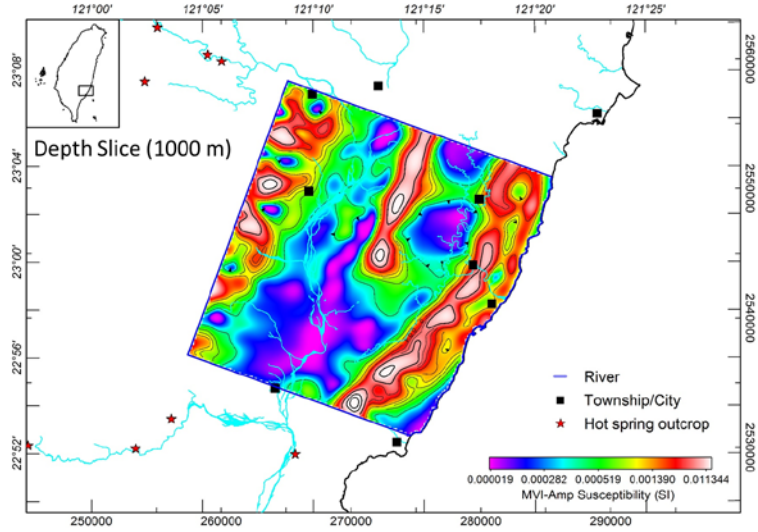 121°00' 121°05' 121°10' 121°15' 121°20'
23°08'
23°04'
23°00'
22°56'
22°52'
2560000
2550000
2540000
2530000
Depth Slice (1000 m)
River
Township/City
Hot spring outcrop
0.000019 0.000282 0.000519 0.001390 0.011344
MVI-Amp Susceptibility (SI)
250000 260000 270000 280000 290000